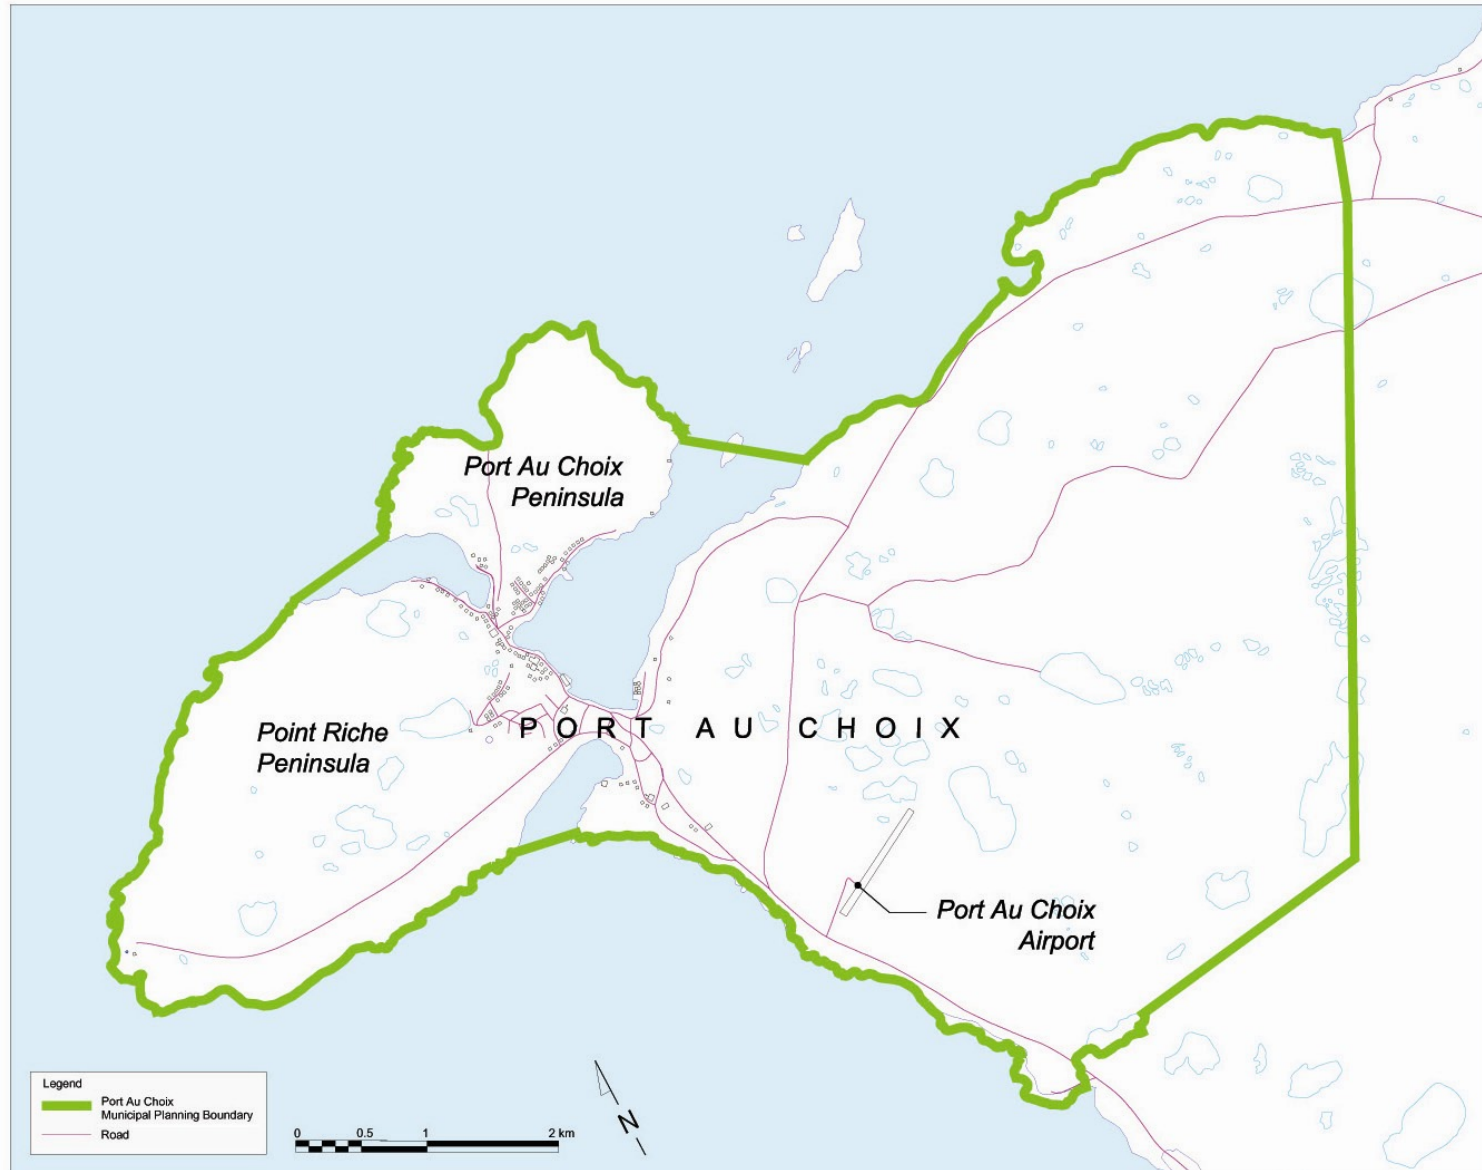 Port Au Choix
Peninsula
Point Riche
Peninsula
PORT AU CHOIX
Port Au Choix
Airport
Legend
Port Au Choix
Municipal Planning Boundary
Road
0 0.5 1 2 km
N